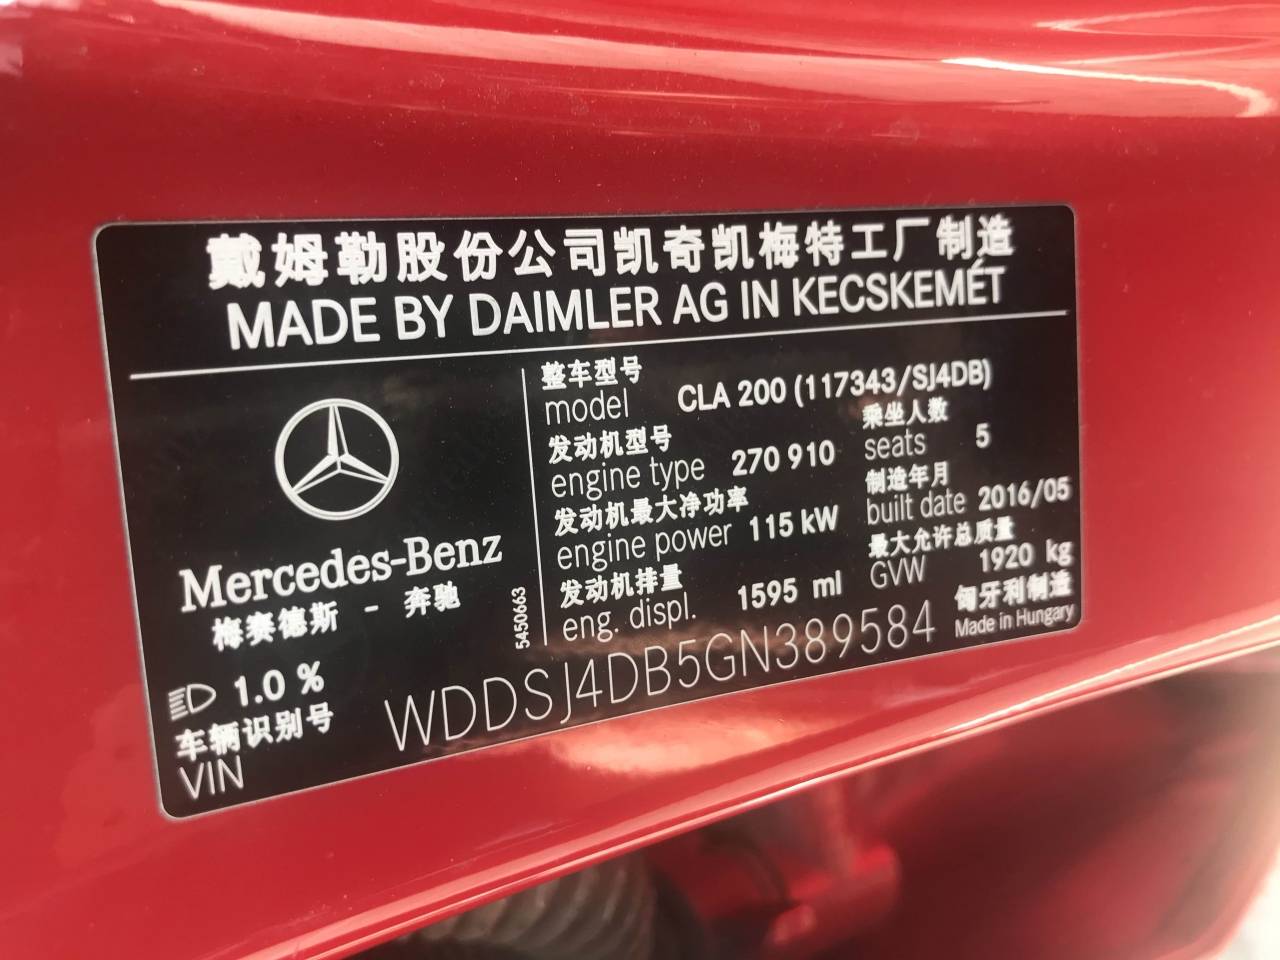 戴姆勒股份公司凯奇凯梅特工厂制造
MADE BY DAIMLER AG IN KECSKEMÉT
整车型号
model CLA 200 (117343/SJ4DB)
发动机型号
engine type 270 910
乘坐人数
seats 5
发动机最大净功率
engine power 115 kW
制造年月
built date 2016/05
发动机排量
eng. displ. 1595 ml
最大允许总质量
GVW 1920 kg
匈牙利制造
Made in Hungary
Mercedes-Benz
梅赛德斯 - 奔驰
5450663
1.0 %
车辆识别号
VIN WDDSJ4DB5GN389584